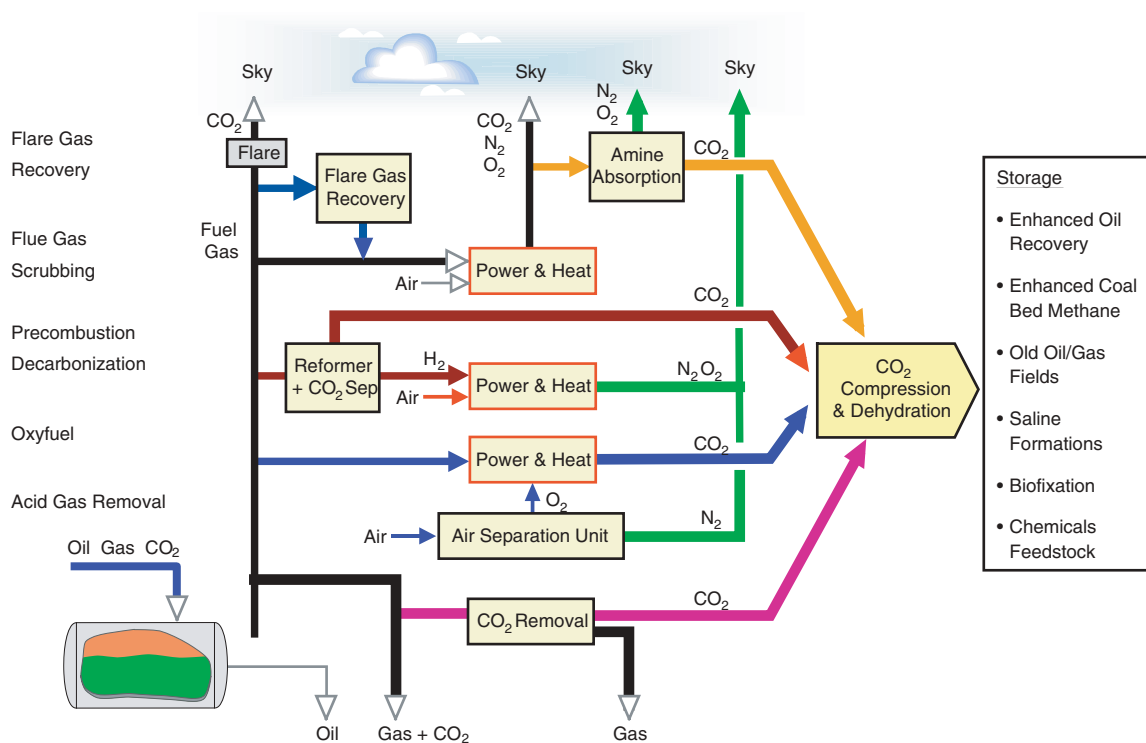 Sky
Sky
Sky
Sky
CO₂
CO₂
N₂
O₂
N₂
O₂
Flare Gas
Recovery
Flare
Flare Gas
Recovery
Amine
Absorption
CO₂
Flue Gas
Scrubbing
Fuel
Gas
Air
Power & Heat
Precombustion
Decarbonization
Reformer
+ CO₂ Sep
CO₂
H₂
Air
Power & Heat
N₂O₂
Oxyfuel
Power & Heat
CO₂
O₂
Air
Air Separation Unit
N₂
Acid Gas Removal
Oil Gas CO₂
CO₂ Removal
CO₂
Oil
Gas + CO₂
Gas
CO₂
Compression
& Dehydration
Storage
• Enhanced Oil
Recovery
• Enhanced Coal
Bed Methane
• Old Oil/Gas
Fields
• Saline
Formations
• Biofixation
• Chemicals
Feedstock